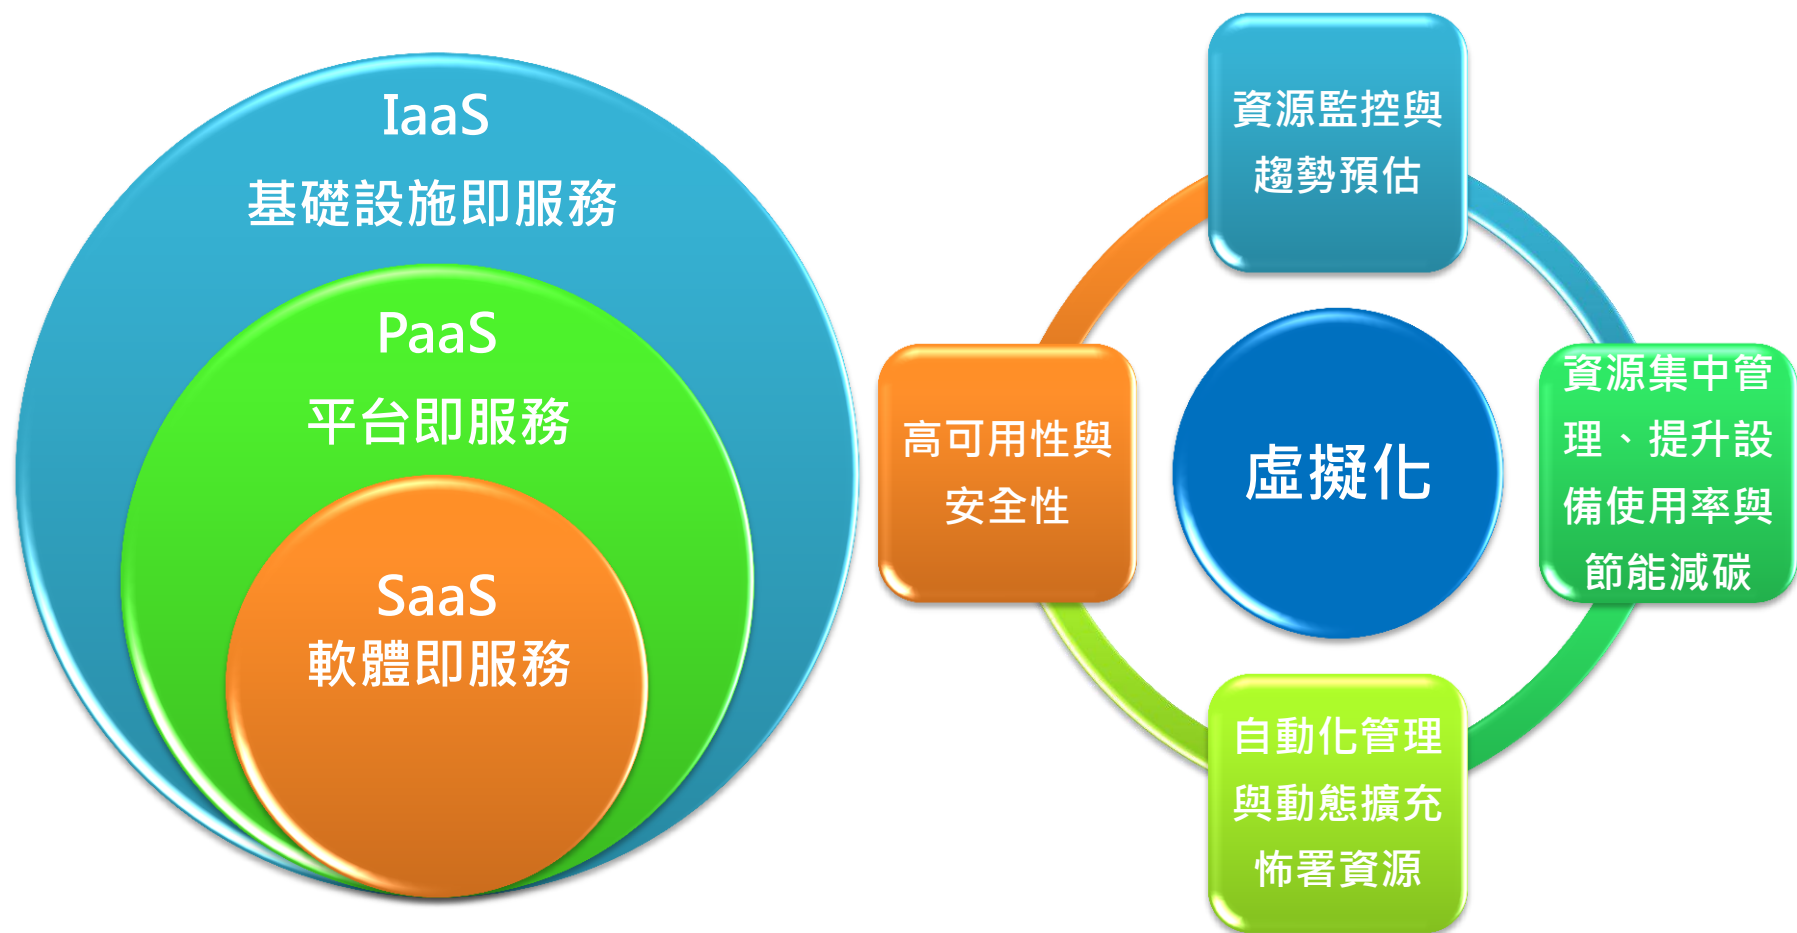 IaaS
基礎設施即服務
PaaS
平台即服務
SaaS
軟體即服務
資源監控與
趨勢預估
資源集中管
理、提升設
備使用率與
節能減碳
自動化管理
與動態擴充
怖署資源
高可用性與
安全性
虛擬化